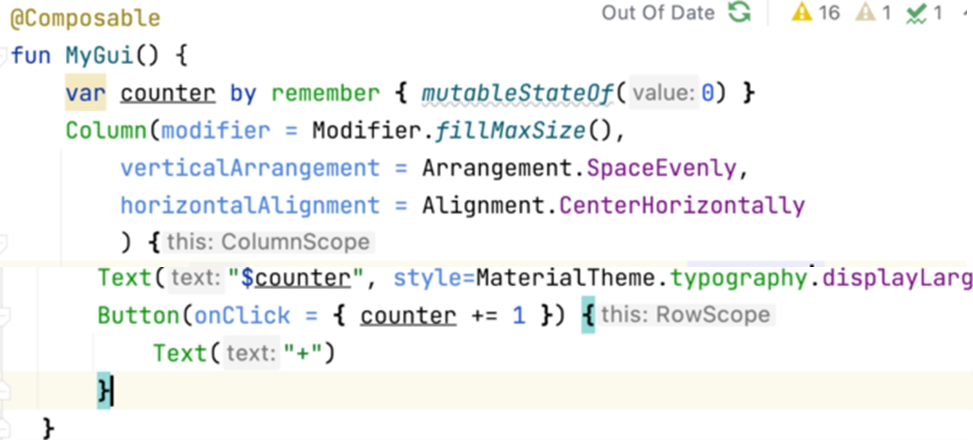 @Composable Out Of Date 16 1 1
fun MyGui() {
var counter by remember { mutableStateOf( value: 0) }
Column(modifier = Modifier.fillMaxSize(),
verticalArrangement = Arrangement.SpaceEvenly,
horizontalAlignment = Alignment.CenterHorizontally
) { this: ColumnScope
Text( text: "$counter", style=MaterialTheme.typography.displayLarg
Button(onClick = { counter += 1 }) { this: RowScope
Text( text: "+")
}
}